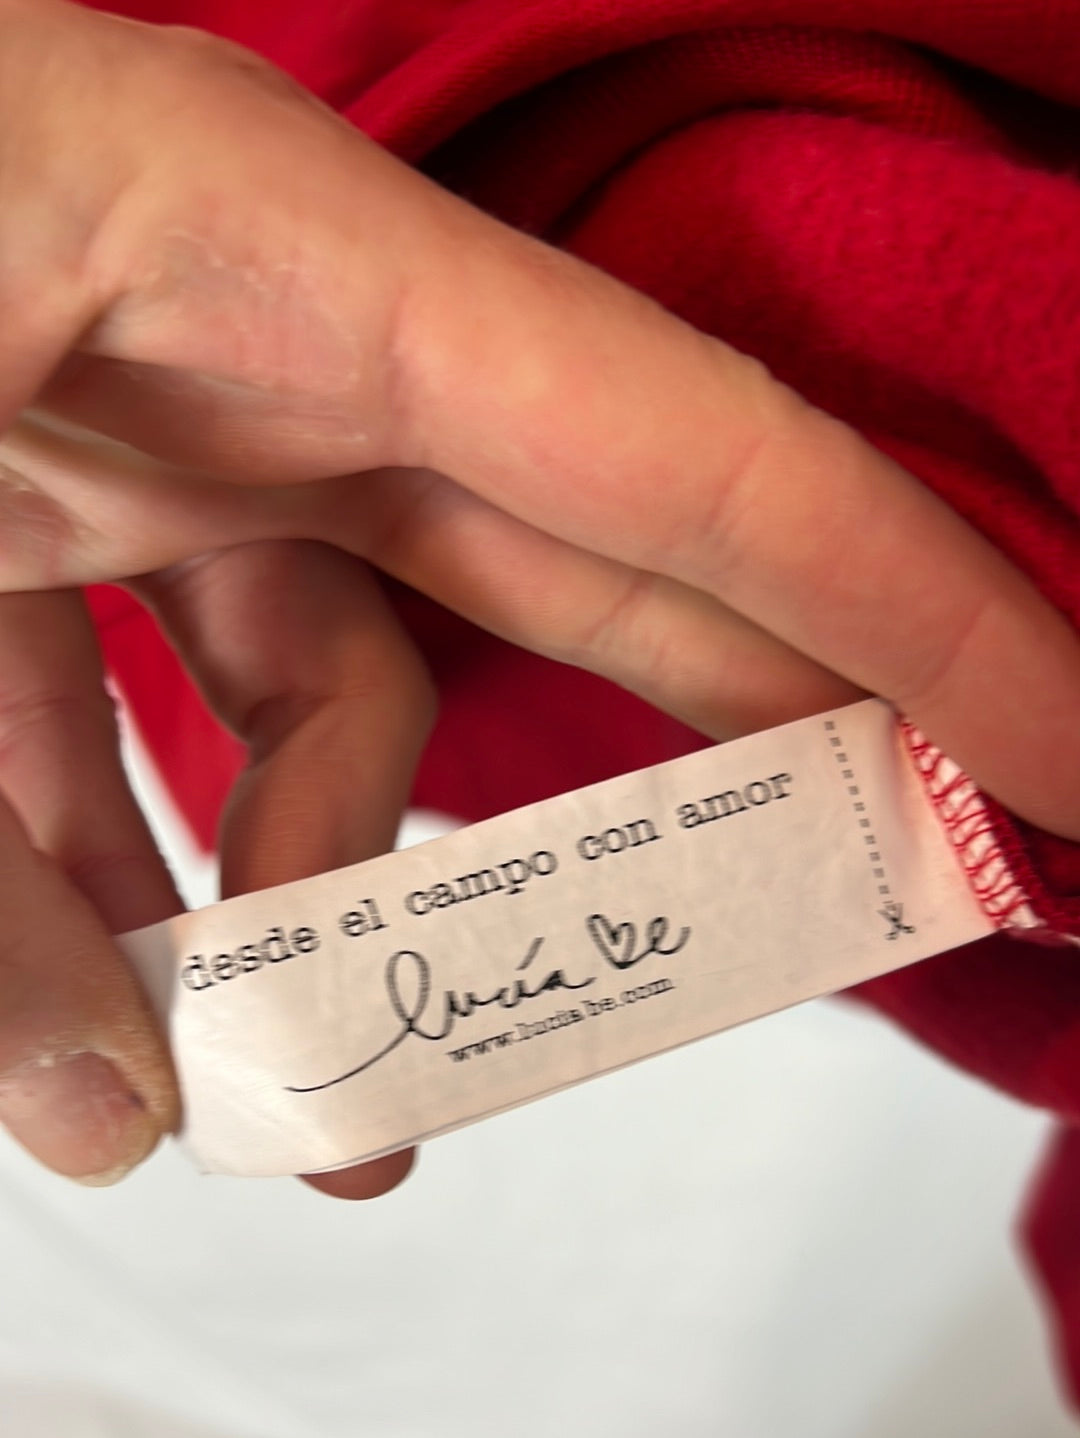 desde el campo con amor
lucía be
www.luciabe.com